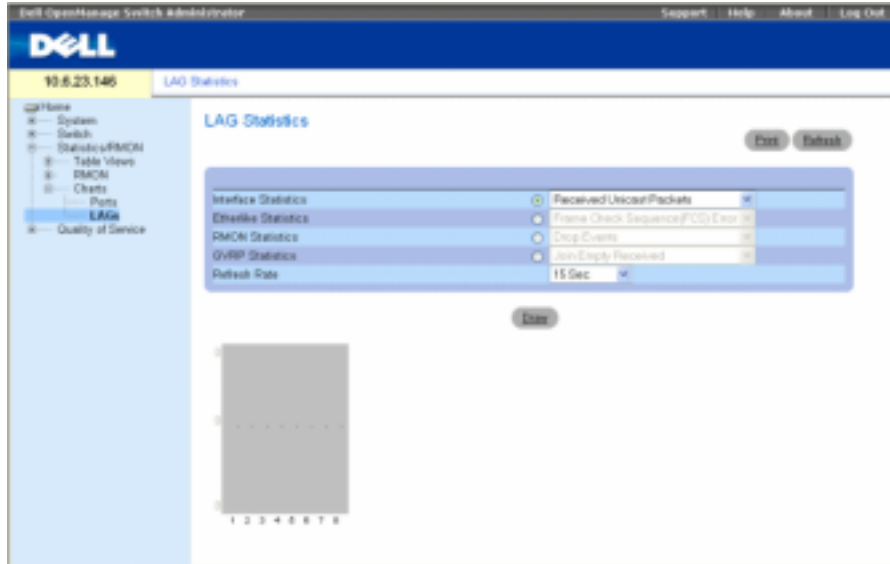 Dell OpenManage Switch Administrator Support Help About Log Out
DELL
10.6.23.146 LAG Statistics
Home
System
Switch
Statistics/RMON
Table Views
RMON
Charts
Ports
LAGs
Quality of Service
LAG Statistics
Print Refresh
Interface Statistics Received Unicast Packets
Etherlike Statistics Frame Check Sequence(FCS) Error
RMON Statistics Drop Events
GVRP Statistics Join Empty Received
Refresh Rate 15 Sec
Draw
0
0
0
1 2 3 4 5 6 7 8